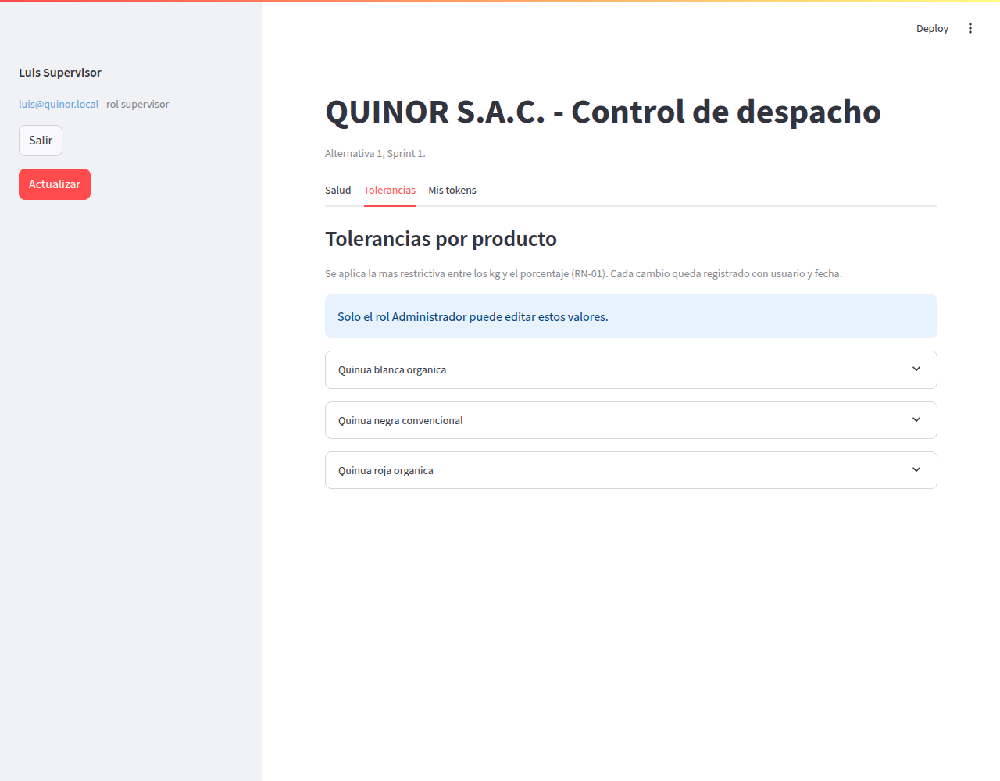 Deploy
Luis Supervisor
luis@quinor.local - rol supervisor
Salir
Actualizar
QUINOR S.A.C. - Control de despacho
Alternativa 1, Sprint 1.
Salud Tolerancias Mis tokens
Tolerancias por producto
Se aplica la mas restrictiva entre los kg y el porcentaje (RN-01). Cada cambio queda registrado con usuario y fecha.
Solo el rol Administrador puede editar estos valores.
Quinua blanca organica
Quinua negra convencional
Quinua roja organica